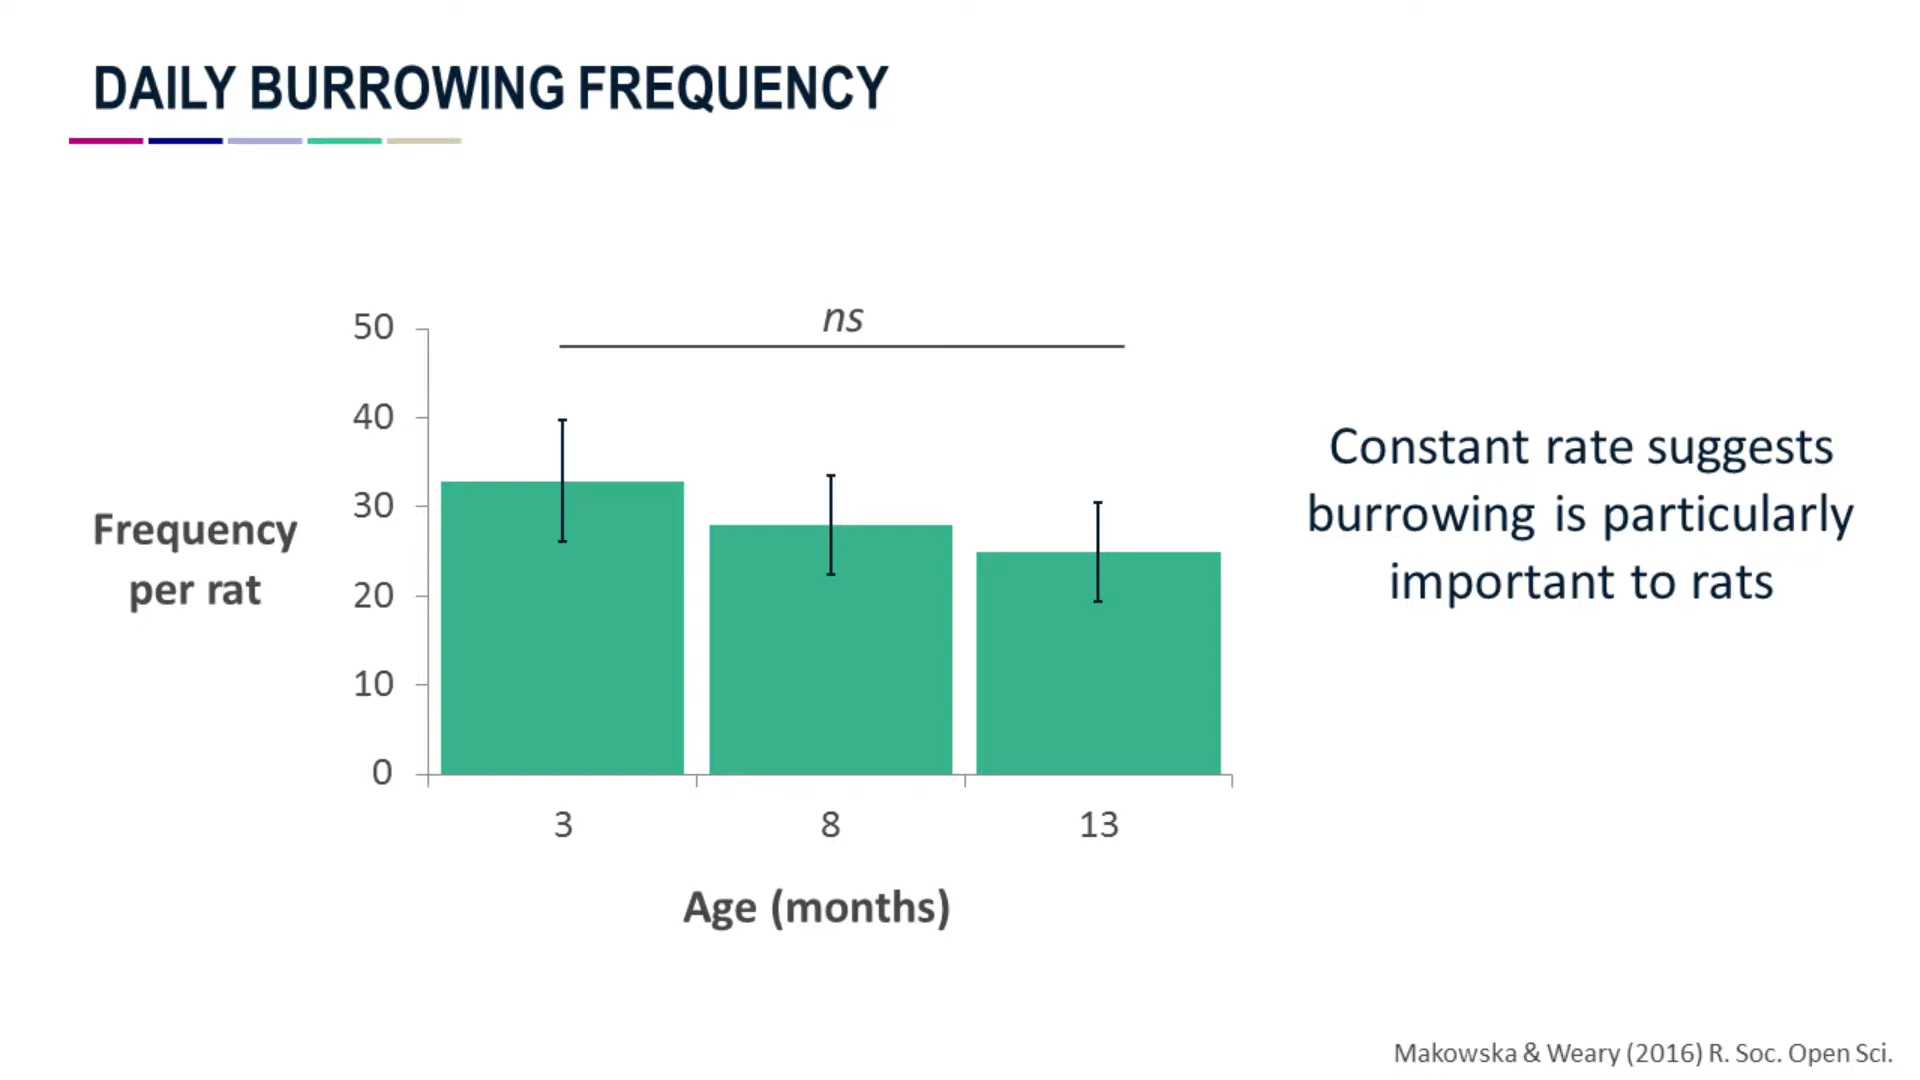 DAILY BURROWING FREQUENCY
ns
50
40
30
20
10
0
Frequency
per rat
3
8
13
Age (months)
Constant rate suggests
burrowing is particularly
important to rats
Makowska & Weary (2016) R. Soc. Open Sci.